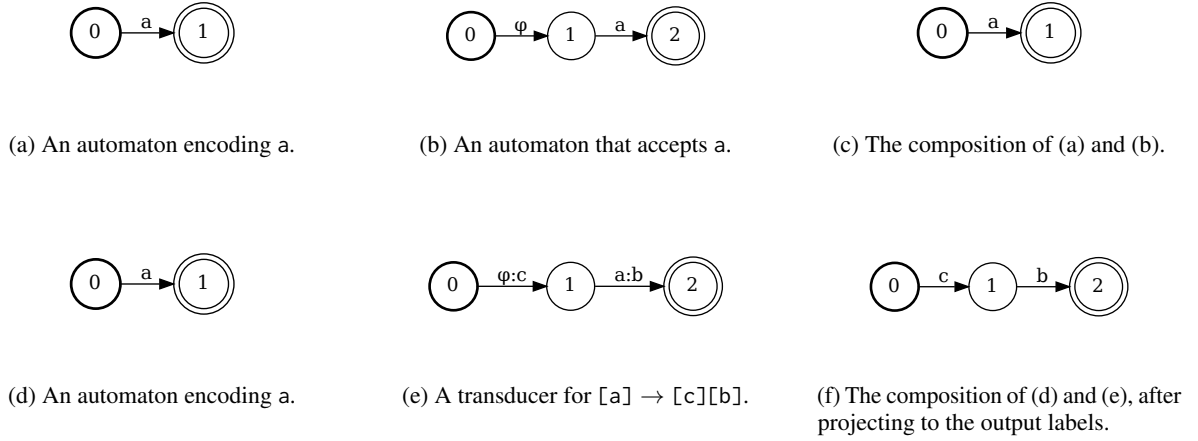 0 a 1
0 φ 1 a 2
0 a 1
(a) An automaton encoding a.
(b) An automaton that accepts a.
(c) The composition of (a) and (b).
0 a 1
0 φ:c 1 a:b 2
0 c 1 b 2
(d) An automaton encoding a.
(e) A transducer for [a] → [c][b].
(f) The composition of (d) and (e), after
projecting to the output labels.